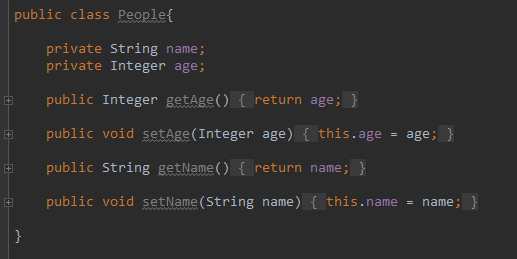 public class People{
private String name;
private Integer age;
public Integer getAge() { return age; }
public void setAge(Integer age) { this.age = age; }
public String getName() { return name; }
public void setName(String name) { this.name = name; }
}